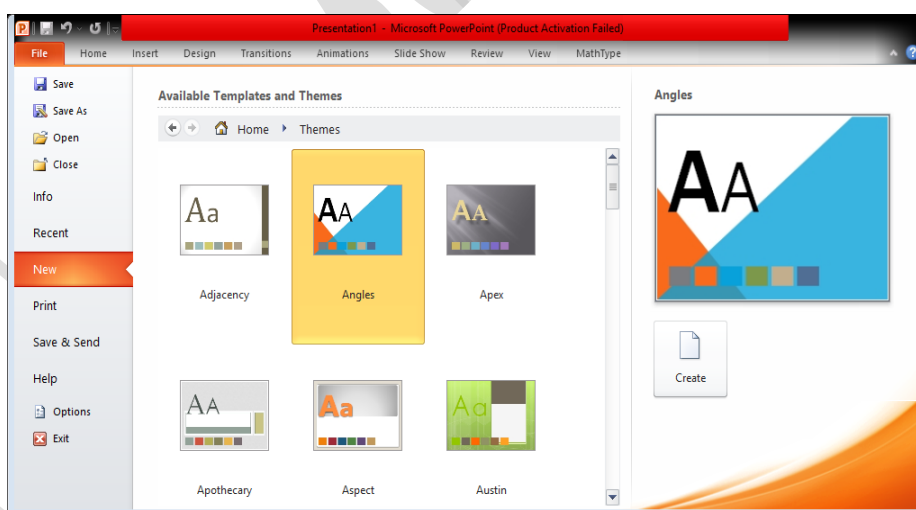 Presentation1 - Microsoft PowerPoint (Product Activation Failed)
File Home Insert Design Transitions Animations Slide Show Review View MathType
Save
Save As
Open
Close
Info
Recent
New
Print
Save & Send
Help
Options
Exit
Available Templates and Themes
Home Themes
Aa
Adjacency
AA
Angles
AA
Apex
AA
Apothecary
Aa
Aspect
Aa
Austin
Angles
AA
Create